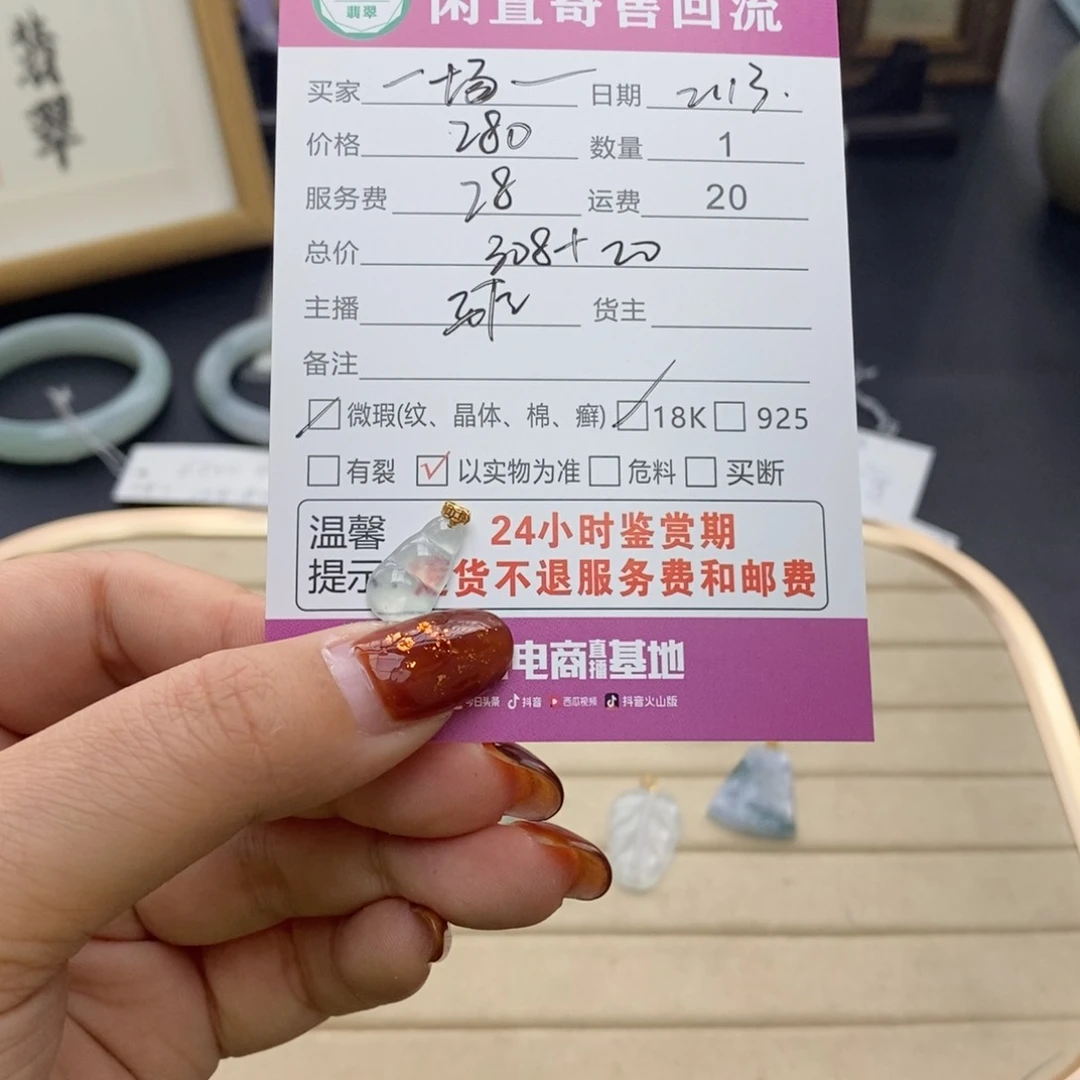 翡翠
翡翠
闲置寄售回流
买家 一场一 日期 2113.
价格 280 数量 1
服务费 28 运费 20
总价 308+20
主播 货主
备注
微瑕(纹、晶体、棉、癣) 18K 925
有裂 以实物为准 危料 买断
温馨 24小时鉴赏期
提示 货不退服务费和邮费
电商直播基地
今日头条 抖音 西瓜视频 抖音火山版